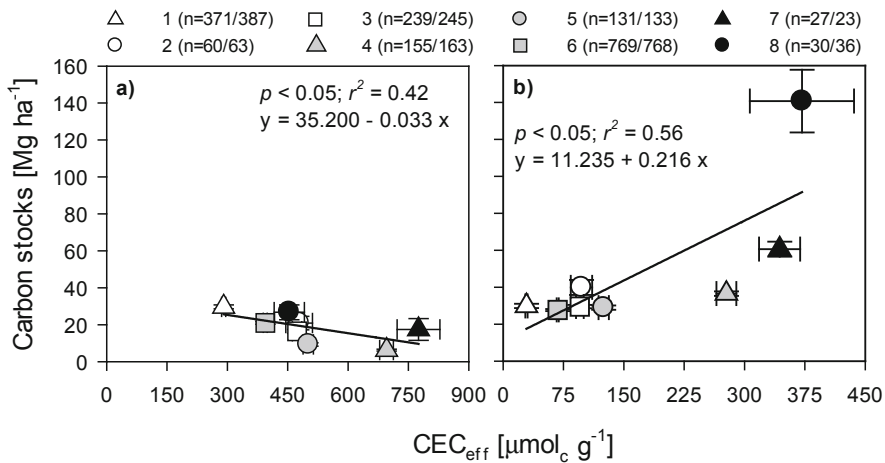 1 (n=371/387) 3 (n=239/245) 5 (n=131/133) 7 (n=27/23)
2 (n=60/63) 4 (n=155/163) 6 (n=769/768) 8 (n=30/36)
Carbon stocks [Mg ha⁻¹]
160
140
120
100
80
60
40
20
0
a)
p < 0.05; r² = 0.42
y = 35.200 - 0.033 x
b)
p < 0.05; r² = 0.56
y = 11.235 + 0.216 x
0 150 300 450 600 750 900
0 75 150 225 300 375 450
CEC_eff [μmol_c g⁻¹]